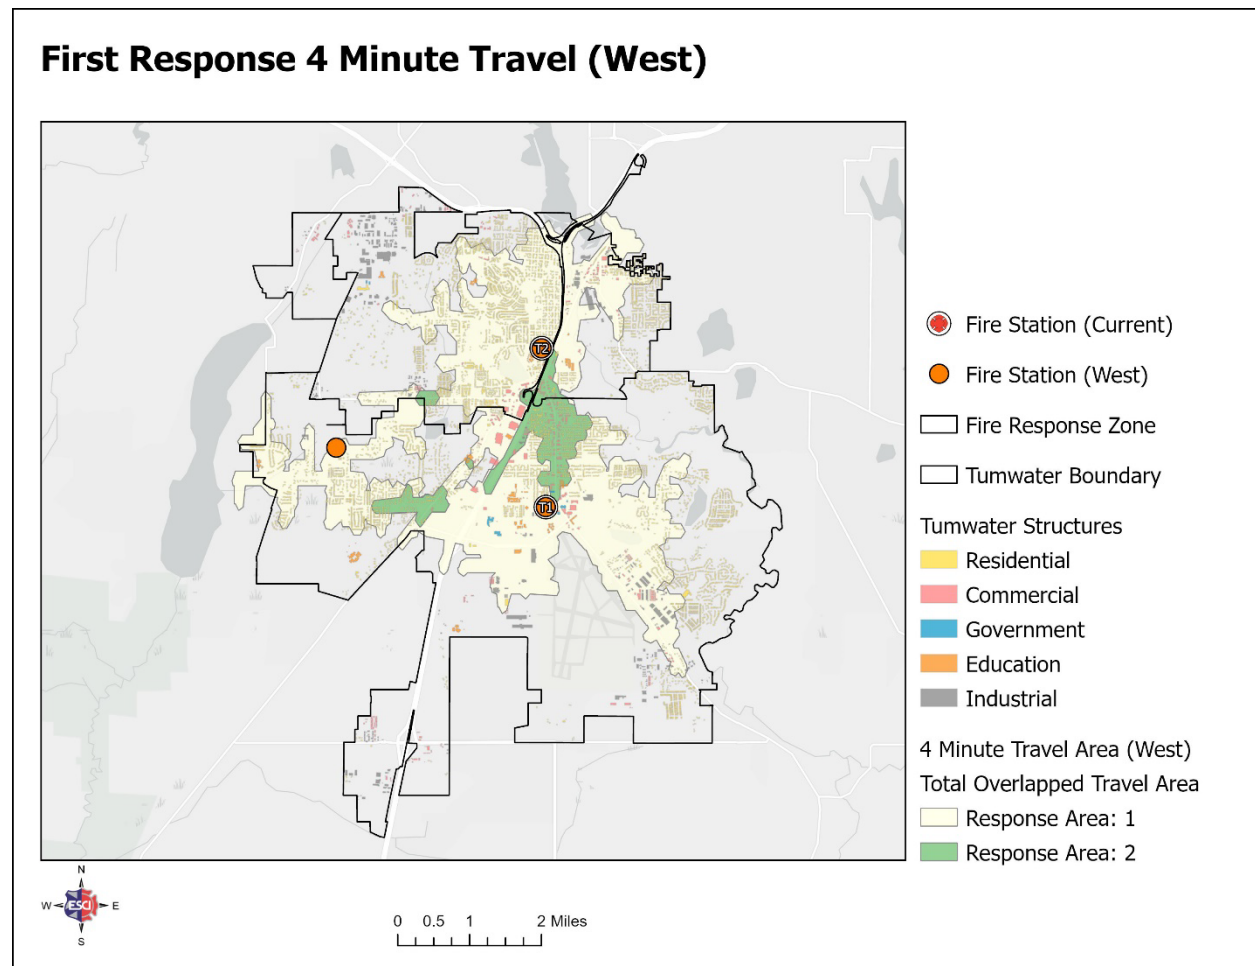 First Response 4 Minute Travel (West)
T2
T1
Fire Station (Current)
Fire Station (West)
Fire Response Zone
Tumwater Boundary
Tumwater Structures
Residential
Commercial
Government
Education
Industrial
4 Minute Travel Area (West)
Total Overlapped Travel Area
Response Area: 1
Response Area: 2
N
W ESCI E
S
0 0.5 1 2 Miles